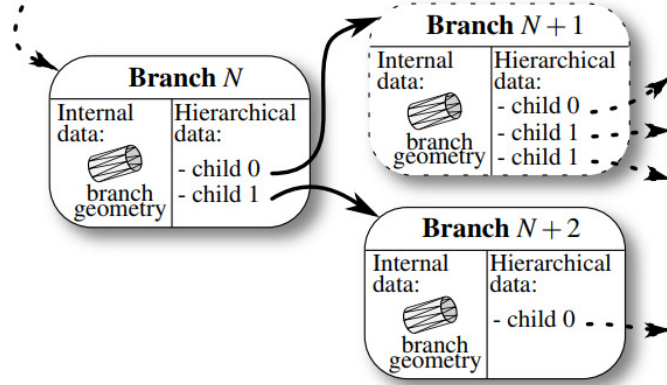 Branch N
Internal data:
branch geometry
Hierarchical data:
- child 0
- child 1
Branch N + 1
Internal data:
branch geometry
Hierarchical data:
- child 0
- child 1
- child 1
Branch N + 2
Internal data:
branch geometry
Hierarchical data:
- child 0